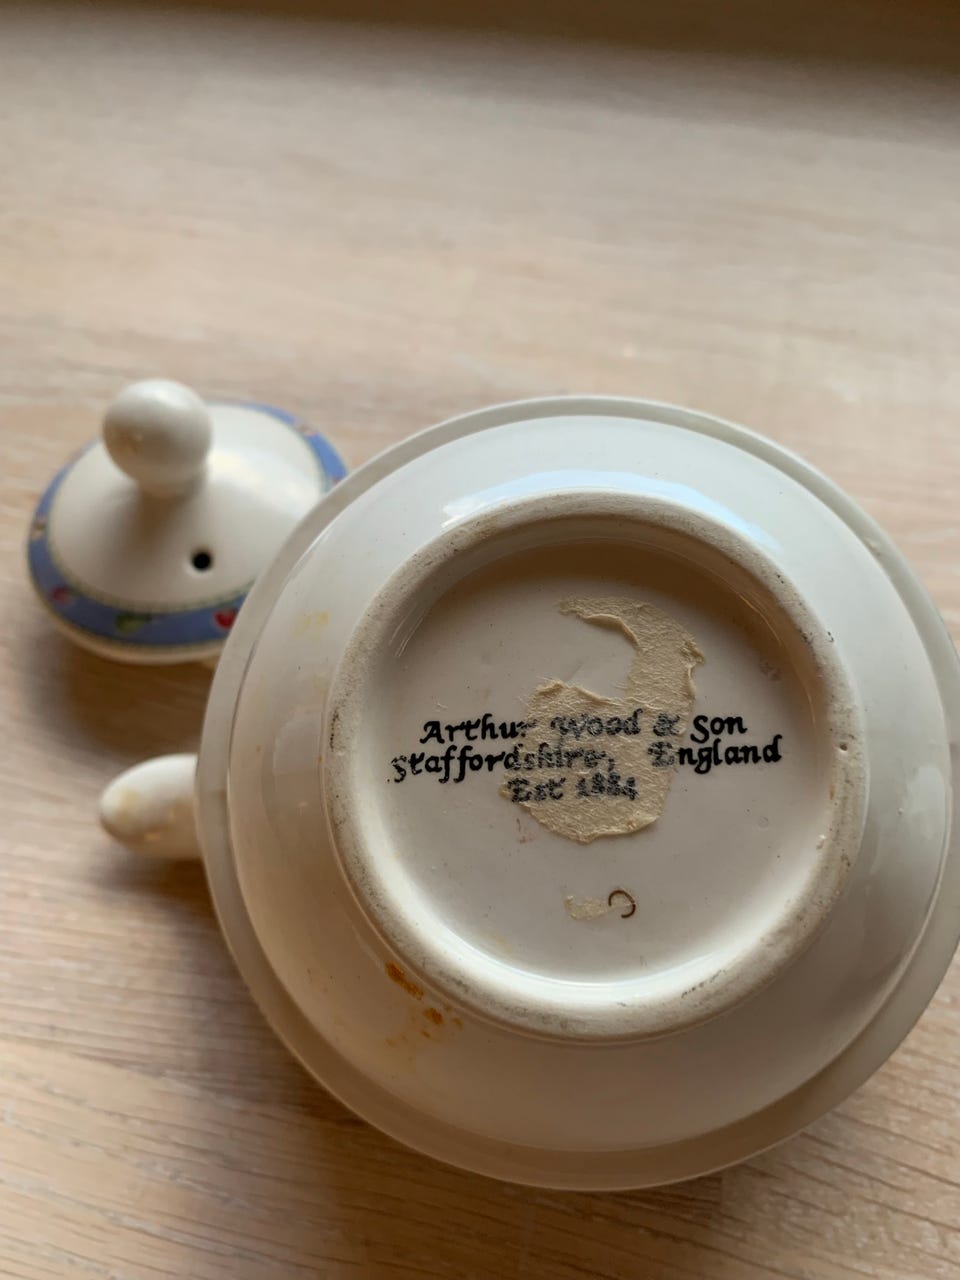 Arthur Wood & Son
Staffordshire, England
Est 1884